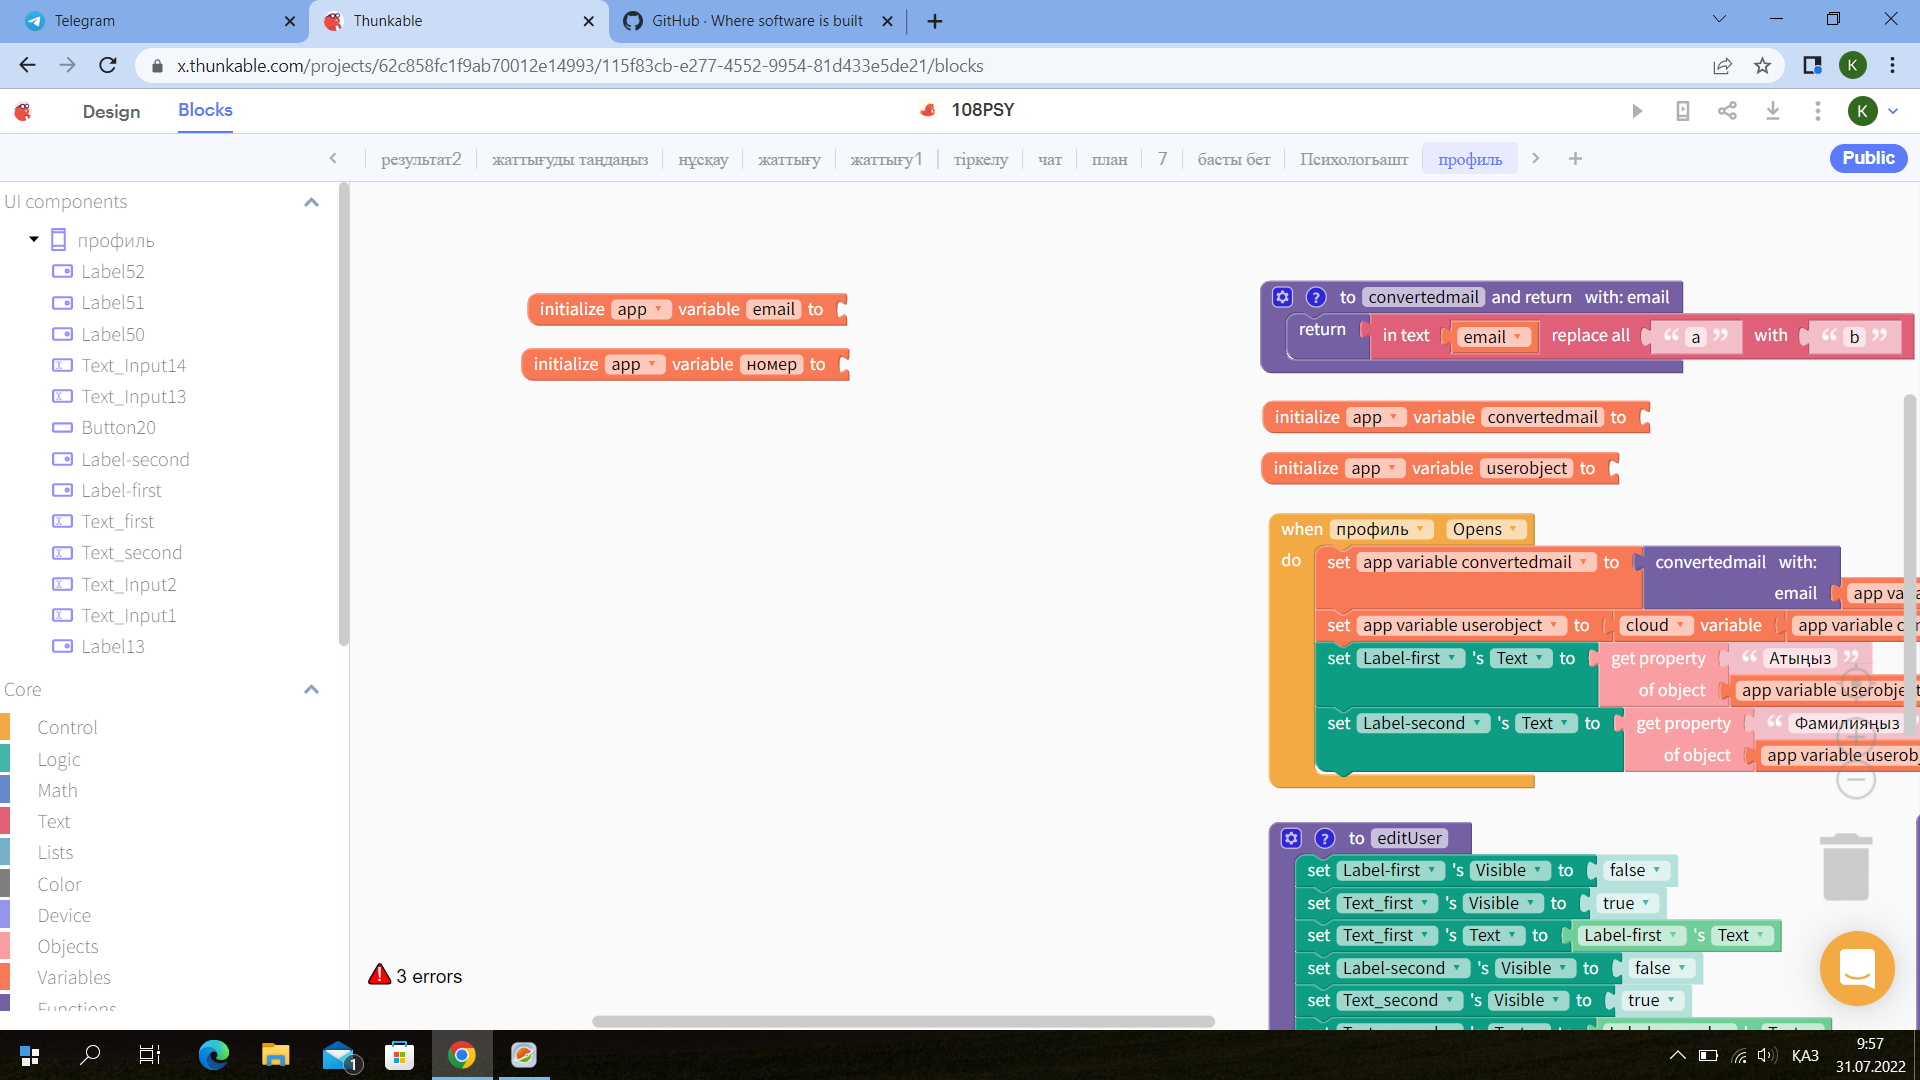 Telegram
Thunkable
GitHub · Where software is built
x.thunkable.com/projects/62c858fc1f9ab70012e14993/115f83cb-e277-4552-9954-81d433e5de21/blocks
K
Design
Blocks
108PSY
K
результат2
жаттығуды таңдаңыз
нұсқау
жаттығу
жаттығу1
тіркелу
чат
план
7
басты бет
Психологьашт
профиль
Public
UI components
профиль
Label52
Label51
Label50
Text_Input14
Text_Input13
Button20
Label-second
Label-first
Text_first
Text_second
Text_Input2
Text_Input1
Label13
Core
Control
Logic
Math
Text
Lists
Color
Device
Objects
Variables
Functions
initialize app variable email to
initialize app variable номер to
3 errors
? to convertedmail and return with: email
return in text email replace all “ a ” with “ b ”
initialize app variable convertedmail to
initialize app variable userobject to
when профиль Opens
do set app variable convertedmail to convertedmail with:
email app va
set app variable userobject to cloud variable app variable
set Label-first 's Text to get property “ Атыңыз ”
of object app variable userobje
set Label-second 's Text to get property “ Фамилияңыз
of object app variable userob
? to editUser
set Label-first 's Visible to false
set Text_first 's Visible to true
set Text_first 's Text to Label-first 's Text
set Label-second 's Visible to false
set Text_second 's Visible to true
1
ҚАЗ
9:57
31.07.2022